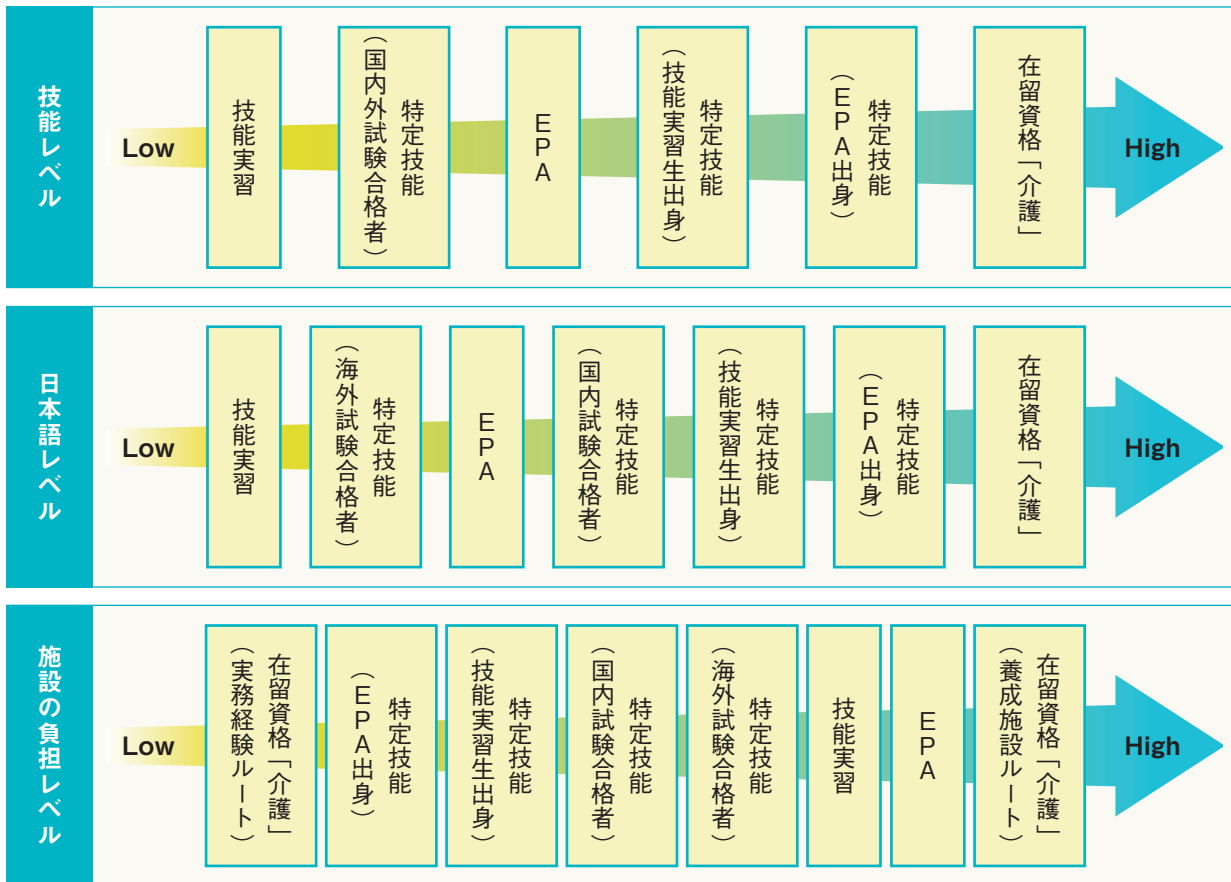 技能レベル
Low
技能実習
特定技能
（国内外試験合格者）
EPA
特定技能
（技能実習生出身）
特定技能
（EPA出身）
在留資格「介護」
High
日本語レベル
Low
技能実習
特定技能
（海外試験合格者）
EPA
特定技能
（国内試験合格者）
特定技能
（技能実習生出身）
特定技能
（EPA出身）
在留資格「介護」
High
施設の負担レベル
Low
在留資格「介護」
（実務経験ルート）
特定技能
（EPA出身）
特定技能
（技能実習生出身）
特定技能
（国内試験合格者）
特定技能
（海外試験合格者）
技能実習
EPA
在留資格「介護」
（養成施設ルート）
High